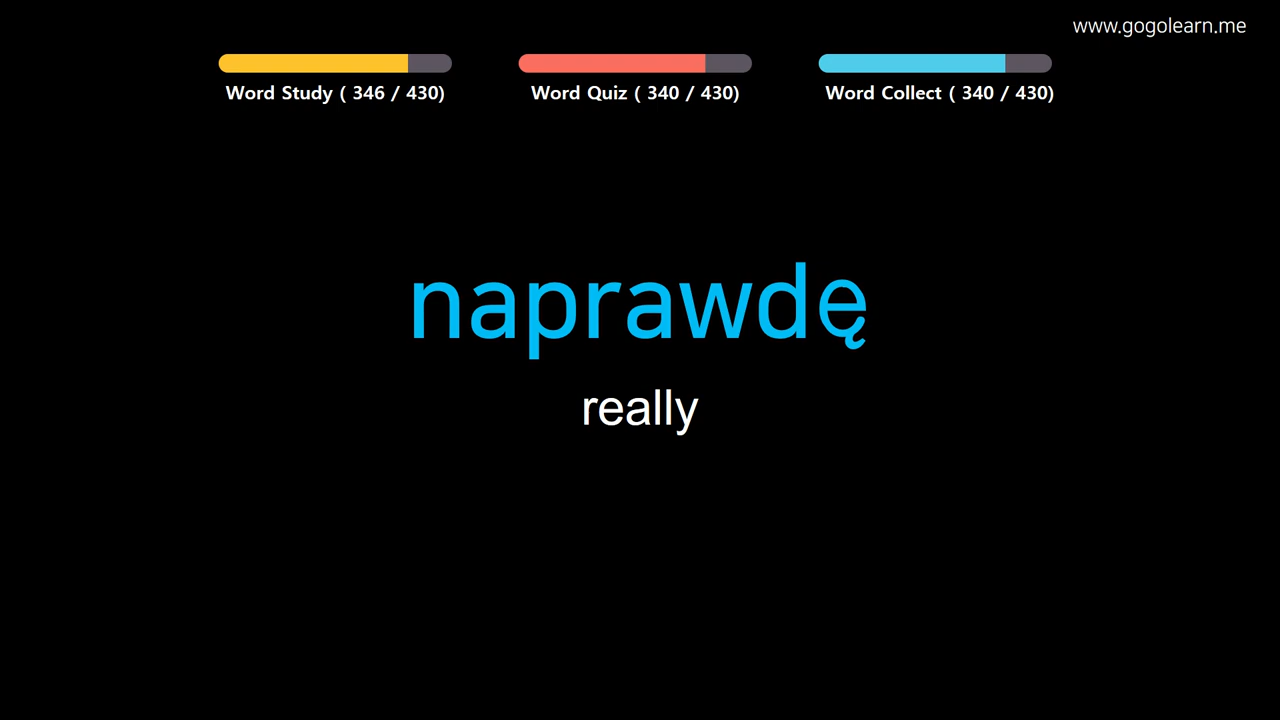 www.gogolearn.me
Word Study ( 346 / 430)
Word Quiz ( 340 / 430)
Word Collect ( 340 / 430)
naprawdę
really